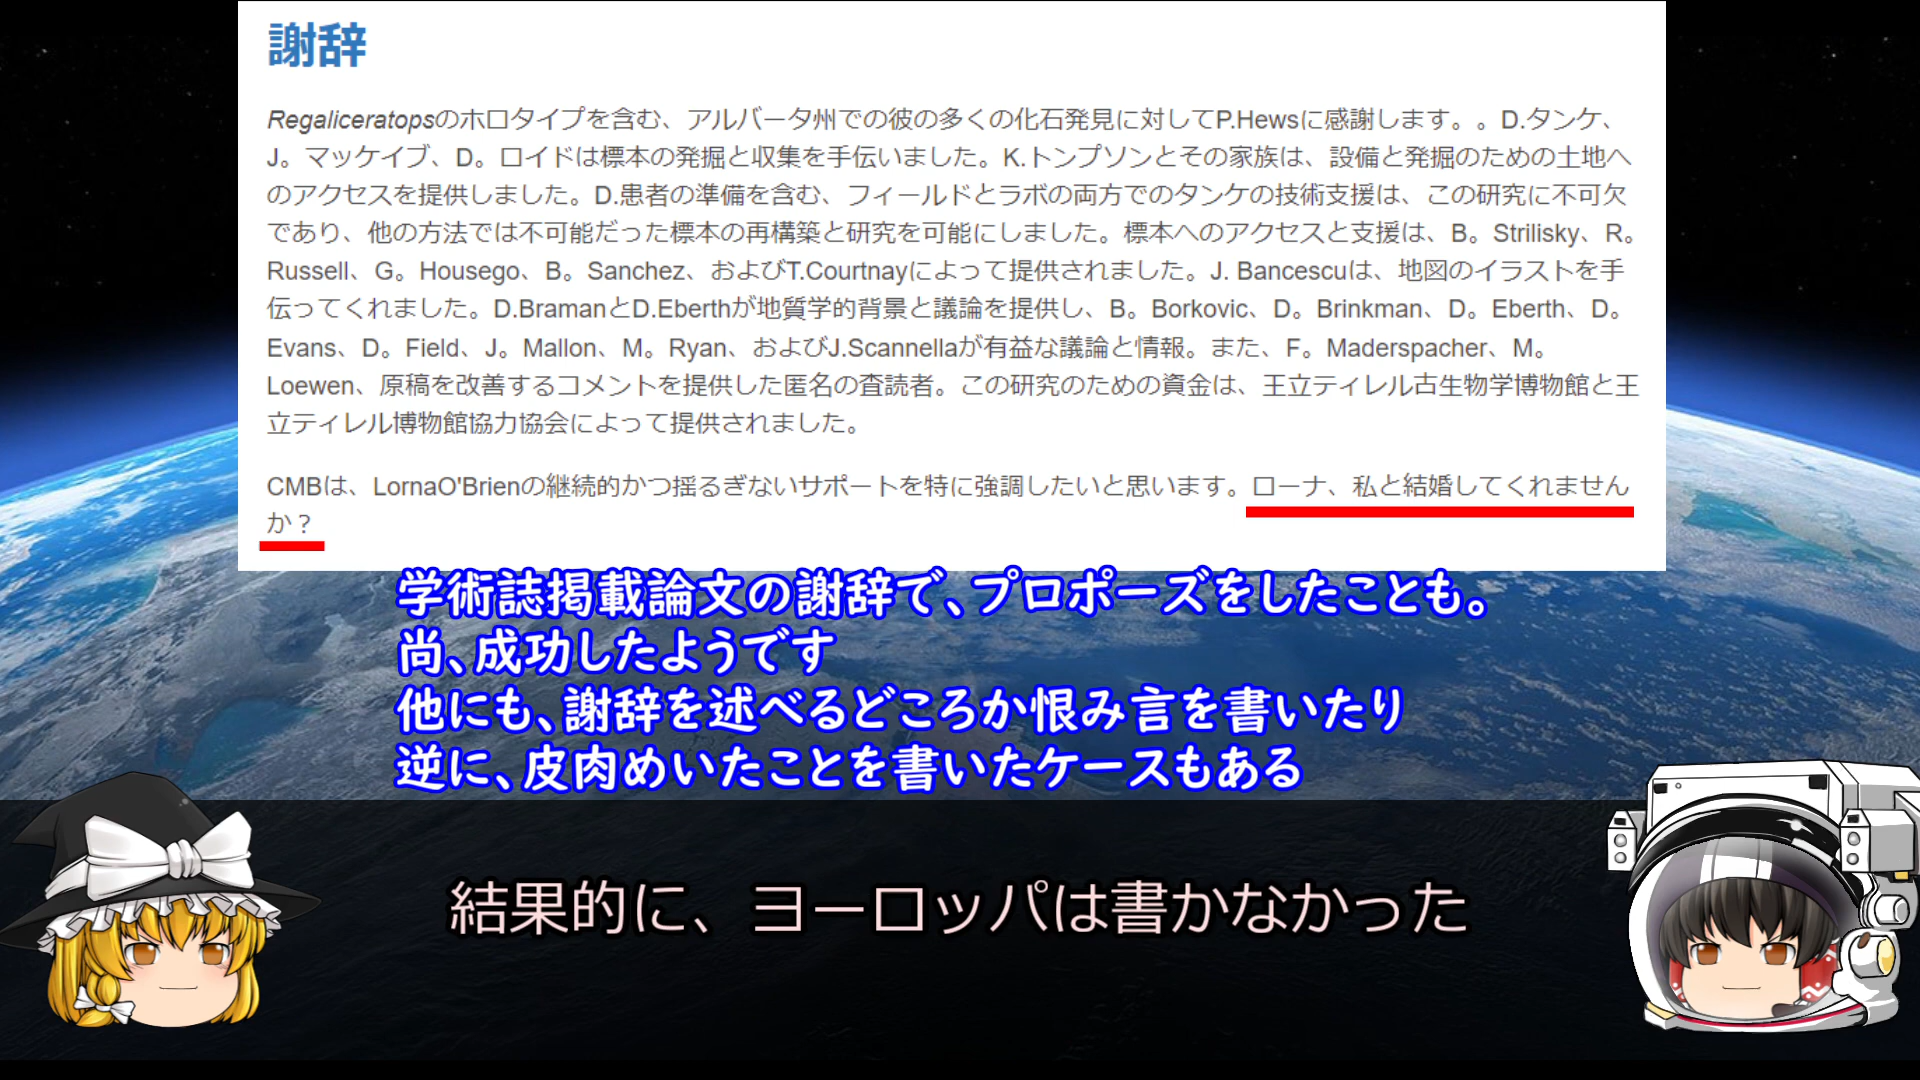 謝辞
Regaliceratopsのホロタイプを含む、アルバータ州での彼の多くの化石発見に対してP.Hewsに感謝します。。D.タンケ、
J。マッケイブ、D。ロイドは標本の発掘と収集を手伝いました。K.トンプソンとその家族は、設備と発掘のための土地へ
のアクセスを提供しました。D.患者の準備を含む、フィールドとラボの両方でのタンケの技術支援は、この研究に不可欠
であり、他の方法では不可能だった標本の再構築と研究を可能にしました。標本へのアクセスと支援は、B。Strilisky、R。
Russell、G。Housego、B。Sanchez、およびT.Courtnayによって提供されました。J. Bancescuは、地図のイラストを手
伝ってくれました。D.BramanとD.Eberthが地質学的背景と議論を提供し、B。Borkovic、D。Brinkman、D。Eberth、D。
Evans、D。Field、J。Mallon、M。Ryan、およびJ.Scannellaが有益な議論と情報。また、F。Maderspacher、M。
Loewen、原稿を改善するコメントを提供した匿名の査読者。この研究のための資金は、王立ティレル古生物学博物館と王
立ティレル博物館協力協会によって提供されました。
CMBは、LornaO'Brienの継続的かつ揺るぎないサポートを特に強調したいと思います。ローナ、私と結婚してくれません
か？
学術誌掲載論文の謝辞で、プロポーズをしたことも。
尚、成功したようです
他にも、謝辞を述べるどころか恨み言を書いたり
逆に、皮肉めいたことを書いたケースもある
結果的に、ヨーロッパは書かなかった